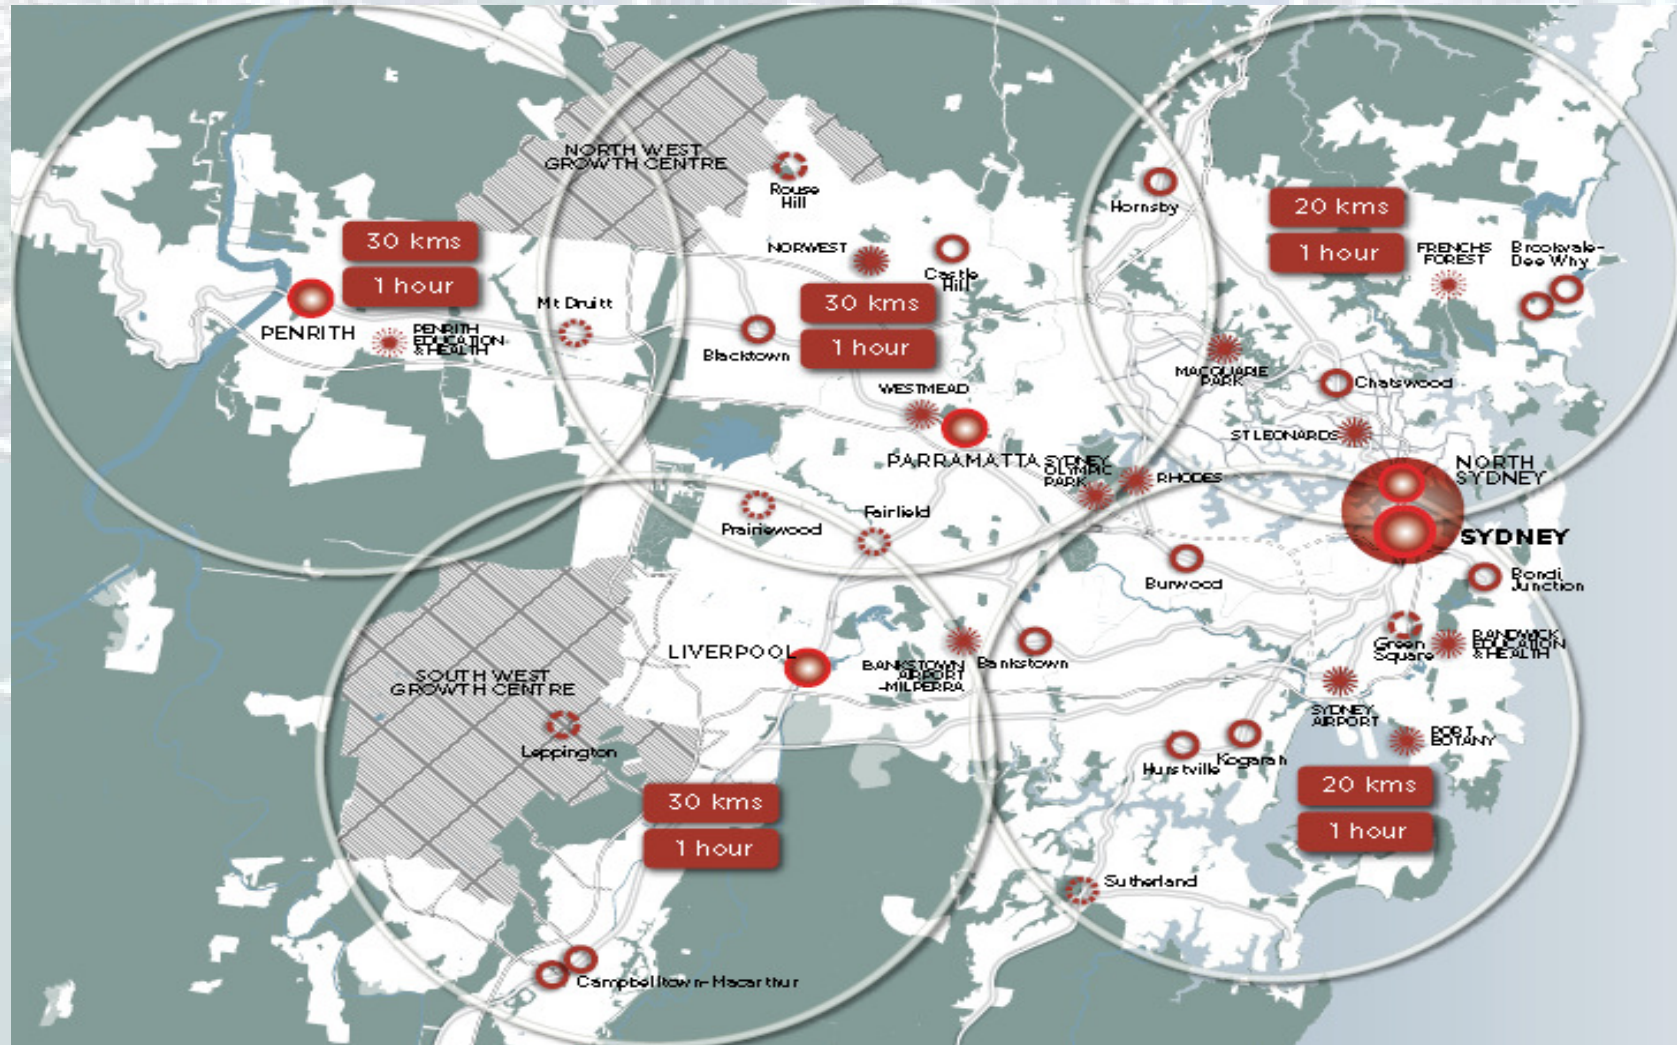 NORTH WEST
GROWTH CENTRE
Rouse
Hill
Hornsby
20 kms
1 hour
FRENCHS
FOREST
Brookvale-
Dee Why
30 kms
1 hour
NORWEST
Castle
Hill
PENRITH
PENRITH
EDUCATION
& HEALTH
Mt Druitt
30 kms
1 hour
Blacktown
MACQUARIE
PARK
Chatswood
WESTMEAD
ST LEONARDS
PARRAMATTA
SYDNEY
OLYMPIC
PARK
RHODES
NORTH
SYDNEY
SYDNEY
Prairiewood
Fairfield
Burwood
Bondi
Junction
LIVERPOOL
BANKSTOWN
AIRPORT
-MILPERRA
Bankstown
Green
Square
RANDWICK
EDUCATION
& HEALTH
SOUTH WEST
GROWTH CENTRE
Leppington
SYDNEY
AIRPORT
PORT
BOTANY
Hurstville
Kogarah
30 kms
1 hour
20 kms
1 hour
Sutherland
Campbelltown-Macarthur